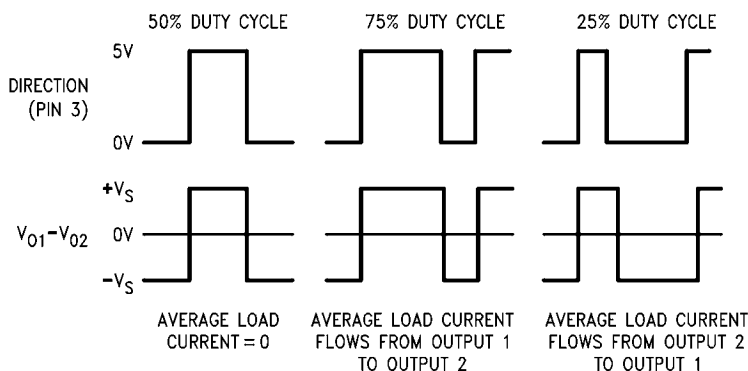 50% DUTY CYCLE 75% DUTY CYCLE 25% DUTY CYCLE
5V
DIRECTION
(PIN 3)
0V
+VS
VO1−VO2 0V
−VS
AVERAGE LOAD
CURRENT = 0
AVERAGE LOAD CURRENT
FLOWS FROM OUTPUT 1
TO OUTPUT 2
AVERAGE LOAD CURRENT
FLOWS FROM OUTPUT 2
TO OUTPUT 1